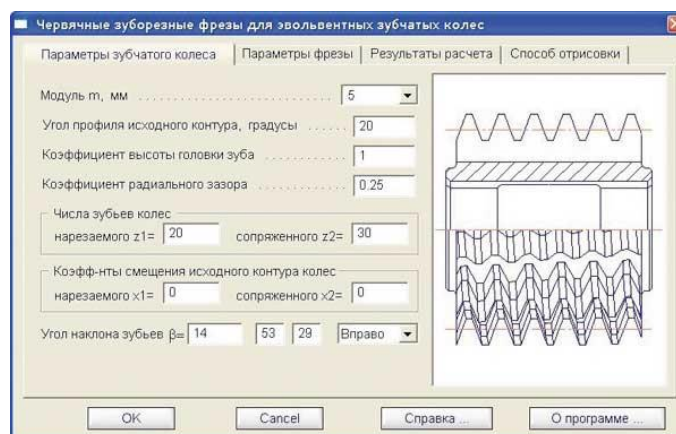 Червячные зуборезные фрезы для эвольвентных зубчатых колес
Параметры зубчатого колеса | Параметры фрезы | Результаты расчета | Способ отрисовки
Модуль m, мм 5
Угол профиля исходного контура, градусы 20
Коэффициент высоты головки зуба 1
Коэффициент радиального зазора 0.25
Числа зубьев колес
нарезаемого z1= 20 сопряженного z2= 30
Коэфф-нты смещения исходного контура колес
нарезаемого x1= 0 сопряженного x2= 0
Угол наклона зубьев β= 14 53 29 Вправо
OK Cancel Справка ... О программе ...